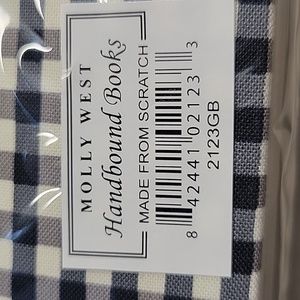 MOLLY WEST
Handbound Books
MADE FROM SCRATCH
8 42441 02123 3
2123GB